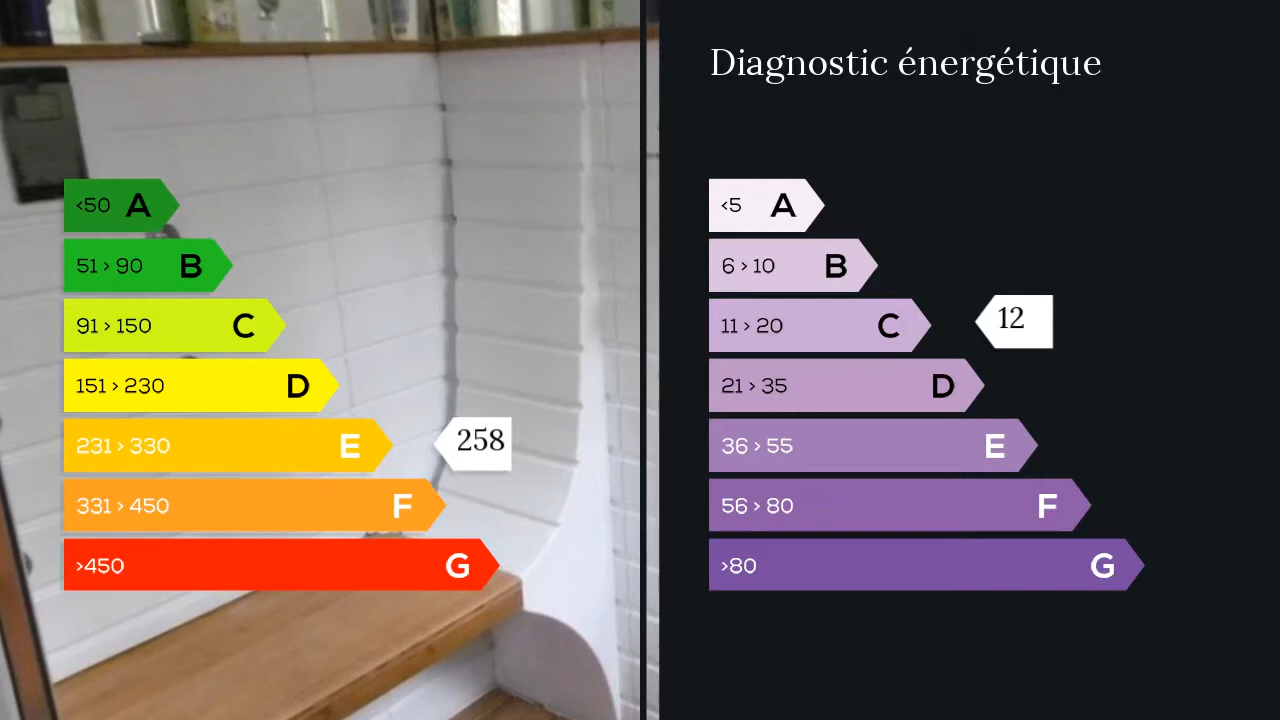 Diagnostic énergétique
<50 A
51 > 90 B
91 > 150 C
151 > 230 D
231 > 330 E
258
331 > 450 F
>450 G
<5 A
6 > 10 B
11 > 20 C
12
21 > 35 D
36 > 55 E
56 > 80 F
>80 G